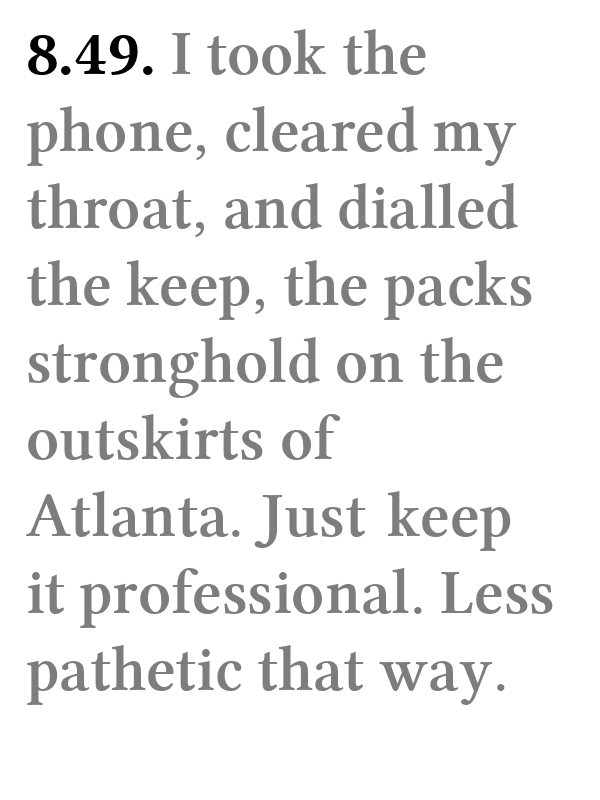 8.49. I took the
phone, cleared my
throat, and dialled
the keep, the packs
stronghold on the
outskirts of
Atlanta. Just keep
it professional. Less
pathetic that way.